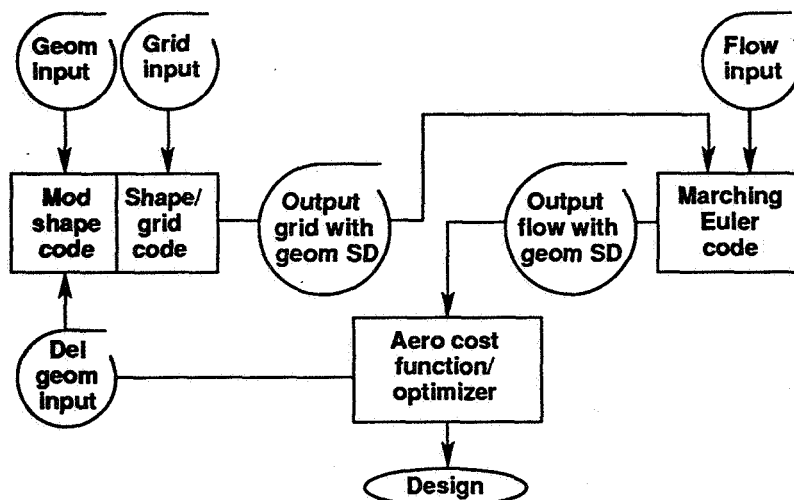 Geom
input
Grid
input
Flow
input
Mod
shape
code
Shape/
grid
code
Output
grid with
geom SD
Output
flow with
geom SD
Marching
Euler
code
Del
geom
input
Aero cost
function/
optimizer
Design